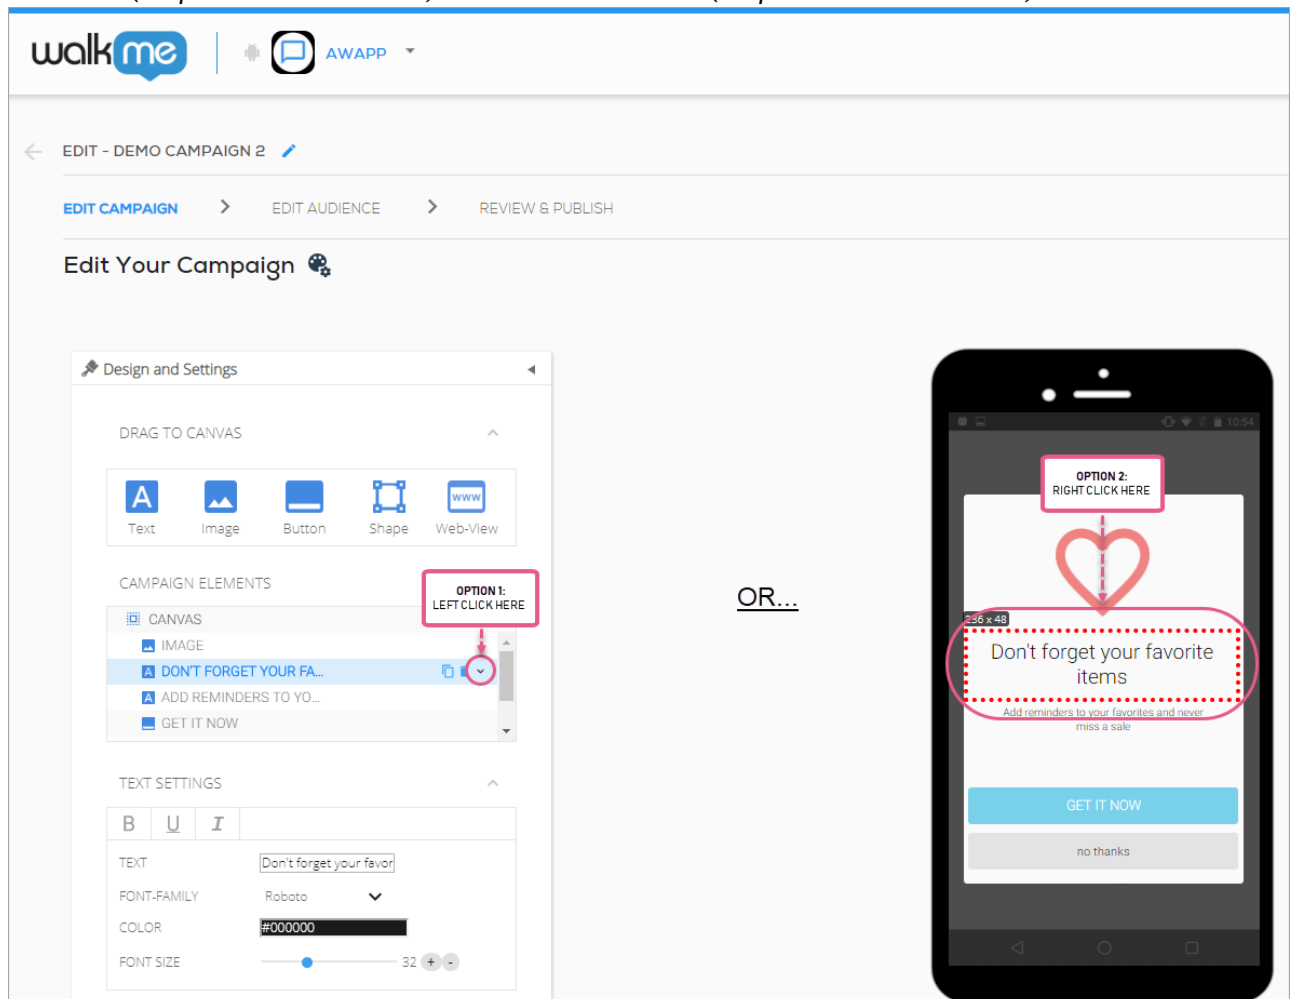 walkme
AWAPP
EDIT - DEMO CAMPAIGN 2
EDIT CAMPAIGN > EDIT AUDIENCE > REVIEW & PUBLISH
Edit Your Campaign
Design and Settings
DRAG TO CANVAS
A
www
Text Image Button Shape Web-View
CAMPAIGN ELEMENTS
OPTION 1:
LEFT CLICK HERE
CANVAS
IMAGE
A DON'T FORGET YOUR FA...
A ADD REMINDERS TO YO...
GET IT NOW
TEXT SETTINGS
B U I
TEXT Don't forget your favor
FONT-FAMILY Roboto
COLOR #000000
FONT SIZE 32 + -
OR...
10:54
OPTION 2:
RIGHT CLICK HERE
236 x 48
Don't forget your favorite
items
Add reminders to your favorites and never
miss a sale
GET IT NOW
no thanks